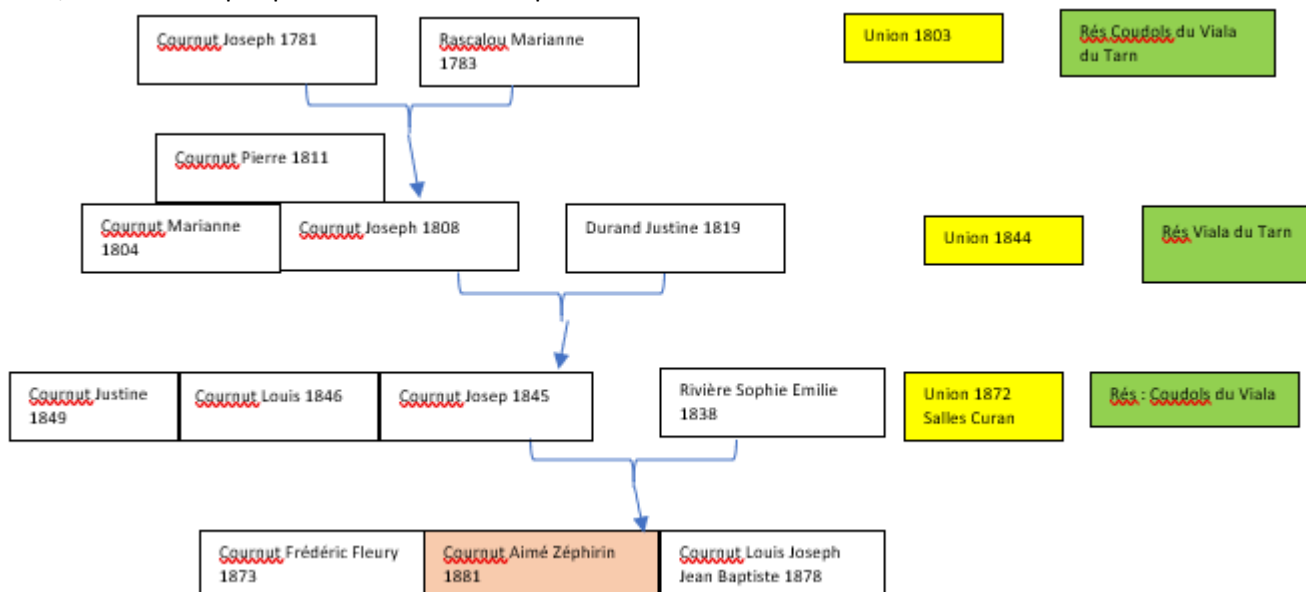 Cournut Joseph 1781
Rascalou Marianne
1783
Union 1803
Rés Coudols du Viala
du Tarn
Cournut Pierre 1811
Cournut Marianne
1804
Cournut Joseph 1808
Durand Justine 1819
Union 1844
Rés Viala du Tarn
Cournut Justine
1849
Cournut Louis 1846
Cournut Josep 1845
Rivière Sophie Emilie
1838
Union 1872
Salles Curan
Rés : Coudols du Viala
Cournut Frédéric Fleury
1873
Cournut Aimé Zéphirin
1881
Cournut Louis Joseph
Jean Baptiste 1878